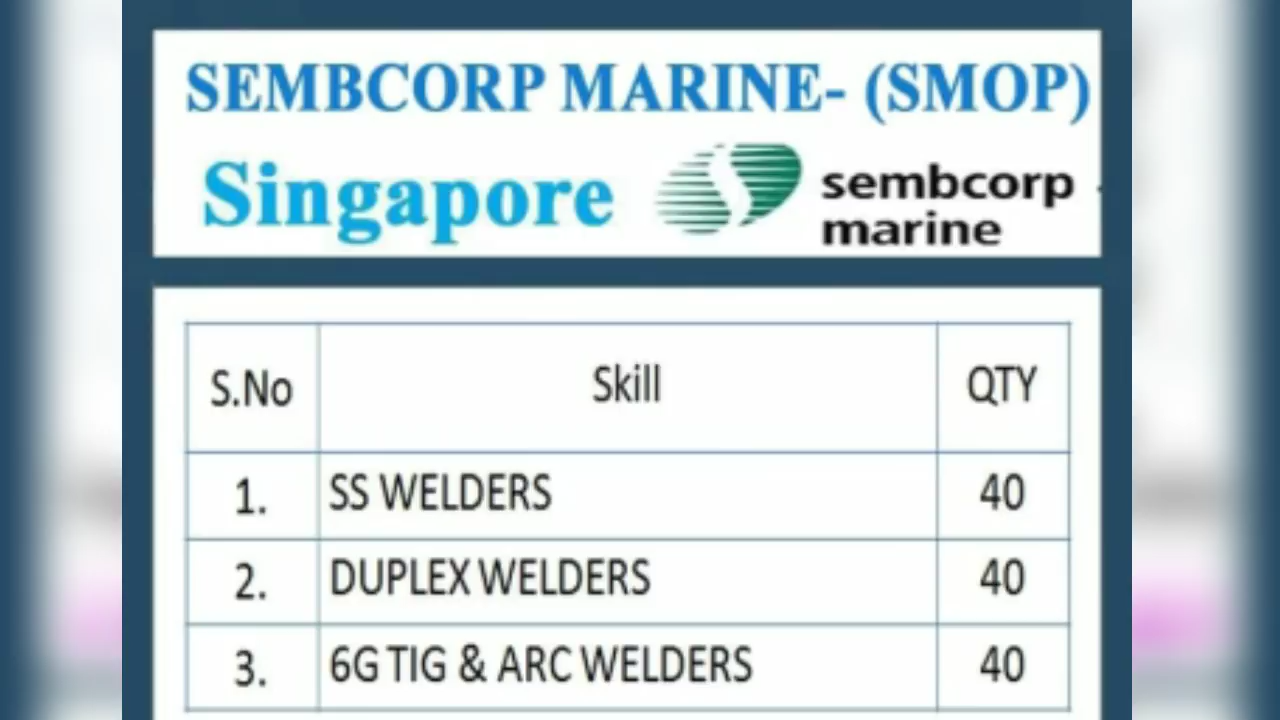 SEMBCORP MARINE- (SMOP)
Singapore
sembcorp
marine
S.No Skill QTY
1. SS WELDERS 40
2. DUPLEX WELDERS 40
3. 6G TIG & ARC WELDERS 40